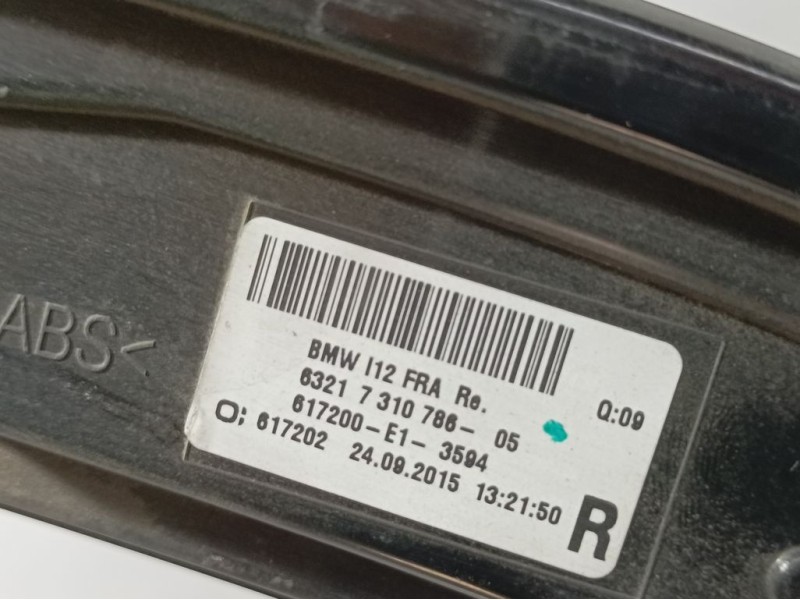 ABS<
BMW I12 FRA Re.
6321 7 310 786- 05
617200-E1- 3594
O; 617202 24.09.2015 13:21:50
Q:09
R